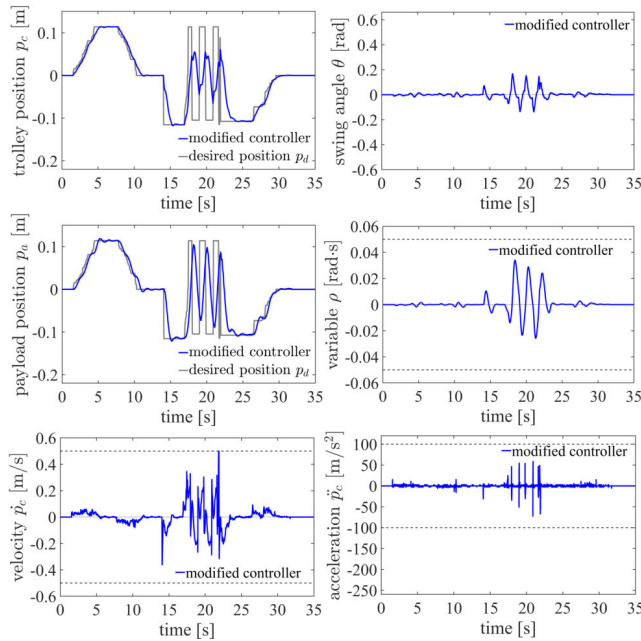 trolley position p_c [m]
0.1
0
-0.1
-0.2
modified controller
desired position p_d
0 5 10 15 20 25 30 35
time [s]
swing angle θ [rad]
0.6
0.4
0.2
0
-0.2
-0.4
-0.6
modified controller
0 5 10 15 20 25 30 35
time [s]
payload position p_a [m]
0.1
0
-0.1
-0.2
modified controller
desired position p_d
0 5 10 15 20 25 30 35
time [s]
variable ρ [rad·s]
0.06
0.04
0.02
0
-0.02
-0.04
-0.06
modified controller
0 5 10 15 20 25 30 35
time [s]
velocity ṗ_c [m/s]
0.6
0.4
0.2
0
-0.2
-0.4
-0.6
modified controller
0 5 10 15 20 25 30 35
time [s]
acceleration p̈_c [m/s²]
100
50
0
-50
-100
modified controller
0 5 10 15 20 25 30 35
time [s]